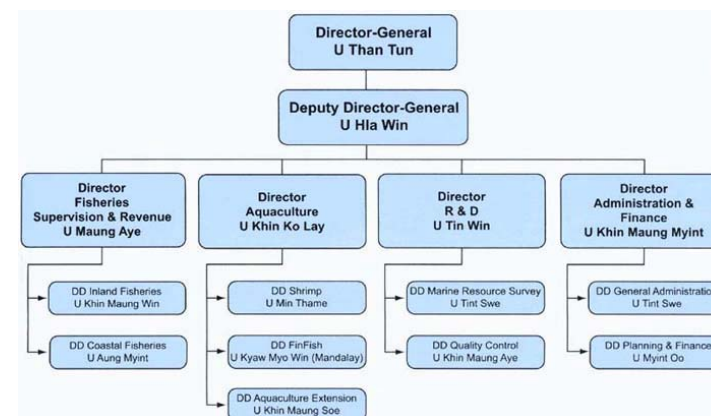 Director-General
U Than Tun
Deputy Director-General
U Hla Win
Director
Fisheries
Supervision & Revenue
U Maung Aye
Director
Aquaculture
U Khin Ko Lay
Director
R & D
U Tin Win
Director
Administration &
Finance
U Khin Maung Myint
DD Inland Fisheries
U Khin Maung Win
DD Coastal Fisheries
U Aung Myint
DD Shrimp
U Min Thame
DD FinFish
U Kyaw Myo Win (Mandalay)
DD Aquaculture Extension
U Khin Maung Soe
DD Marine Resource Survey
U Tint Swe
DD Quality Control
U Khin Maung Aye
DD General Administratio
U Tint Swe
DD Planning & Finance
U Myint Oo